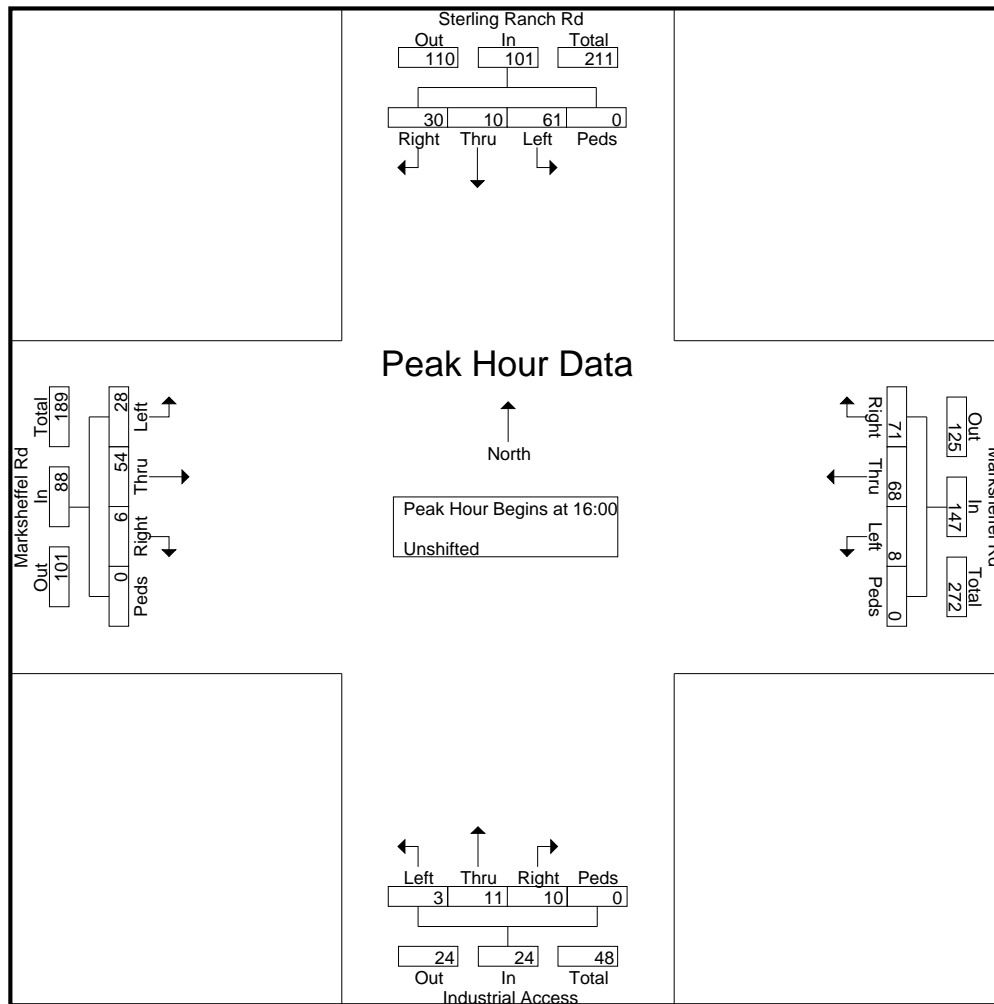 Sterling Ranch Rd
Out In Total
110 101 211
30 10 61 0
Right Thru Left Peds
Peak Hour Data
North
Peak Hour Begins at 16:00
Unshifted
Marksheffel Rd
Out In Total
101 88 189
0 6 54 28
Peds Right Thru Left
Marksheffel Rd
Out In Total
125 147 272
71 68 8 0
Right Thru Left Peds
Left Thru Right Peds
3 11 10 0
24 24 48
Out In Total
Industrial Access